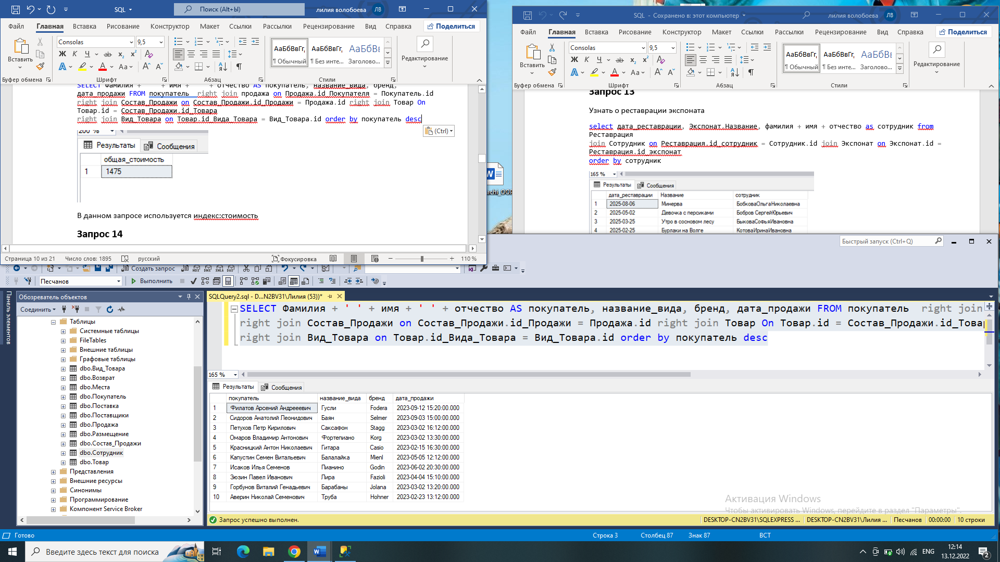 SQL
Поиск (Alt+Ы)
лилия волобоева
ЛВ
Файл Главная Вставка Рисование Конструктор Макет Ссылки Рассылки Рецензирование Вид Справка Поделиться
Consolas 9,5
Вставить
АаБбВвГг, АаБбВвГг, АаБбВв
¶ Обычный ¶ Без инте... Заголово...
Редактирование
Буфер обмена Шрифт Абзац Стили
SELECT Фамилия + ' ' + имя + ' ' + отчество AS покупатель, название_вида, бренд,
дата_продажи FROM покупатель right join продажа on Продажа.id_Покупателя = Покупатель.id
right join Состав_Продажи on Состав_Продажи.id_Продажи = Продажа.id right join Товар On
Товар.id = Состав_Продажи.id_Товара
right join Вид_Товара on Товар.id_Вида_Товара = Вид_Товара.id order by покупатель desc
(Ctrl)
200 %
Результаты Сообщения
общая_стоимость
1 1475
В данном запросе используется индекс:стоимость
Запрос 14
Страница 10 из 21 Число слов: 1895 русский Фокусировка 110 %
SQL - Сохранено в: этот компьютер
лилия волобоева
ЛВ
Файл Главная Вставка Рисование Конструктор Макет Ссылки Рассылки Рецензирование Вид Справка Поделиться
Consolas 9,5
Вставить
АаБбВвГг, АаБбВвГг, АаБбВв
¶ Обычный ¶ Без инте... Заголово...
Редактирование
Буфер обмена Шрифт Абзац Стили
Запрос 13
Узнать о реставрации экспоната
select дата_реставрации, Экспонат.Название, фамилия + имя + отчество as сотрудник from
Реставрация
join Сотрудник on Реставрация.id_сотрудник = Сотрудник.id join Экспонат on Экспонат.id =
Реставрация.id_экспонат
order by сотрудник
165 %
Результаты Сообщения
дата_реставрации Название сотрудник
1 2025-08-06 Минерва БобковаОльгаНиколаевна
2 2025-05-02 Девочка с персиками Бобров СергейЮрьевич
3 2025-03-25 Утро в сосновом лесу БыковаСофьяИвановна
4 2025-02-25 Бурлаки на Волге КотоваИринаИвановна
Быстрый запуск (Ctrl+Q)
Создать запрос
MDX DMX XMLA DAX
Песчанов
Выполнить
Панель элементов
Обозреватель объектов
Соединить
Таблицы
Системные таблицы
FileTables
Внешние таблицы
Графовые таблицы
dbo.Вид_Товара
dbo.Возврат
dbo.Места
dbo.Покупатель
dbo.Поставка
dbo.Поставщики
dbo.Продажа
dbo.Размещение
dbo.Состав_Продажи
dbo.Сотрудник
dbo.Товар
Представления
Внешние ресурсы
Синонимы
Программирование
Компонент Service Broker
SQLQuery2.sql - D...N2BV31\Лилия (53))*
SELECT Фамилия + ' ' + имя + ' ' + отчество AS покупатель, название_вида, бренд, дата_продажи FROM покупатель right join
right join Состав_Продажи on Состав_Продажи.id_Продажи = Продажа.id right join Товар On Товар.id = Состав_Продажи.id_Товар
right join Вид_Товара on Товар.id_Вида_Товара = Вид_Товара.id order by покупатель desc
165 %
Результаты Сообщения
покупатель название_вида бренд дата_продажи
1 Филатов Арсений Андрееевич Гусли Fodera 2023-09-12 15:20:00.000
2 Сидоров Анатолий Леонидович Баян Selmer 2023-09-03 15:00:00.000
3 Петухов Петр Кирилович Саксафон Stagg 2023-03-02 16:12:00.000
4 Омаров Владимир Антонович Фортепиано Korg 2023-03-02 13:30:00.000
5 Красницкий Антон Николаевич Гитара Casio 2023-02-15 16:30:00.000
6 Капустин Семен Витальевич Балалайка Mienl 2023-05-05 12:12:00.000
7 Исаков Илья Семенов Пианино Godin 2023-06-02 20:30:00.000
8 Зюзин Павел Иванович Лира Fazioli 2023-04-04 15:10:00.000
9 Горбунов Виталий Генадьевич Барабаны Jolana 2023-03-02 13:20:00.000
10 Аверин Николай Семенович Труба Hohner 2023-02-23 13:12:00.000
Активация Windows
Чтобы активировать Windows, перейдите в раздел "Параметры".
Запрос успешно выполнен. DESKTOP-CN2BV31\SQLEXPRESS ... DESKTOP-CN2BV31\Лилия ... Песчанов 00:00:00 10 строки
Готово Строка 3 Столбец 87 Знак 87 ВСТ
Введите здесь текст для поиска
ENG
12:14
13.12.2022
2